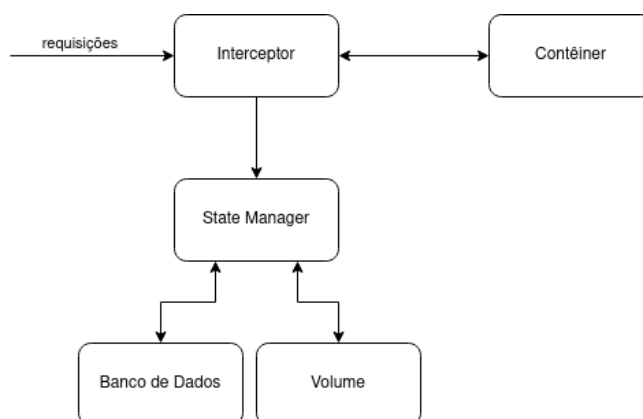 requisições
Interceptor
Contêiner
State Manager
Banco de Dados
Volume